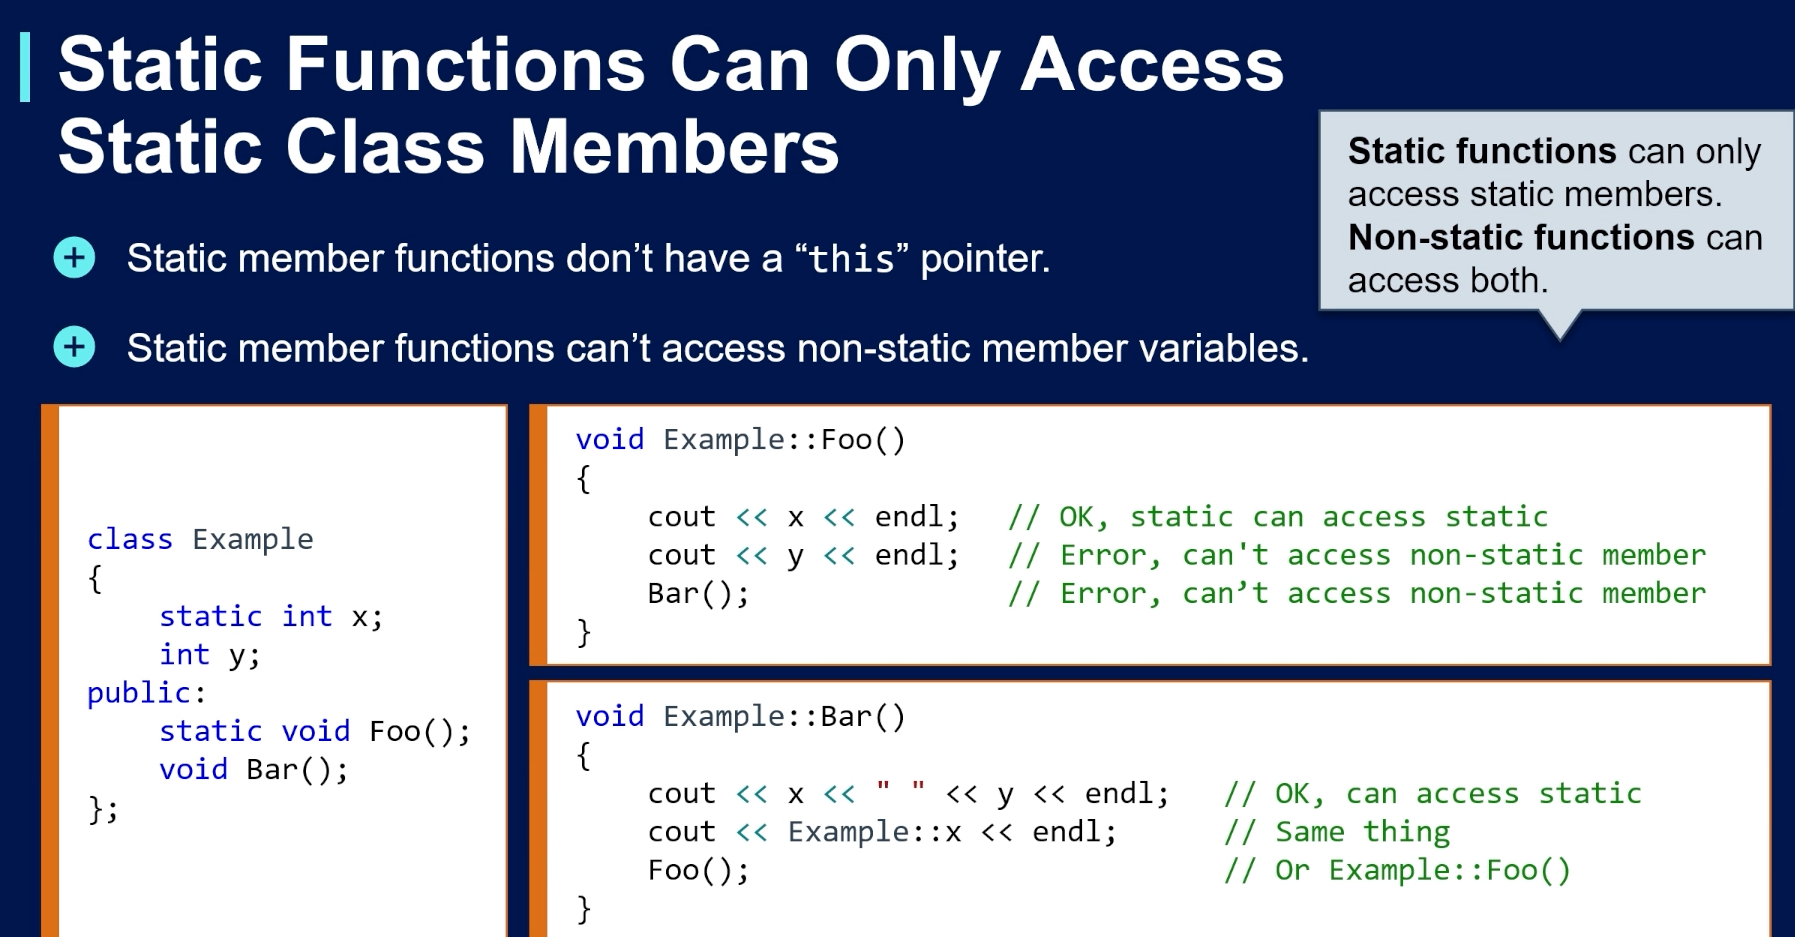 Static Functions Can Only Access
Static Class Members
Static functions can only
access static members.
Non-static functions can
access both.
Static member functions don’t have a “this” pointer.
Static member functions can’t access non-static member variables.
class Example
{
    static int x;
    int y;
public:
    static void Foo();
    void Bar();
};
void Example::Foo()
{
    cout << x << endl;   // OK, static can access static
    cout << y << endl;   // Error, can't access non-static member
    Bar();               // Error, can’t access non-static member
}
void Example::Bar()
{
    cout << x << " " << y << endl;   // OK, can access static
    cout << Example::x << endl;      // Same thing
    Foo();                           // Or Example::Foo()
}